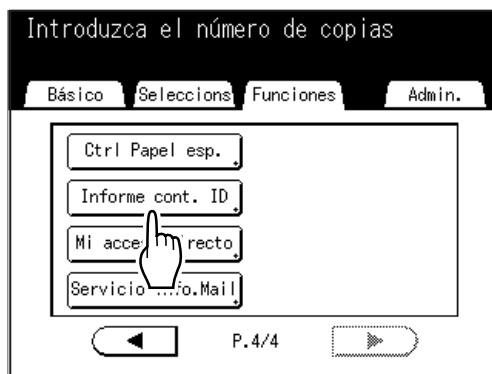 Introduzca el número de copias
Básico Seleccions Funciones Admin.
Ctrl Papel esp.
Informe cont. ID
Mi acce recto
Servicio fo.Mail
P.4/4